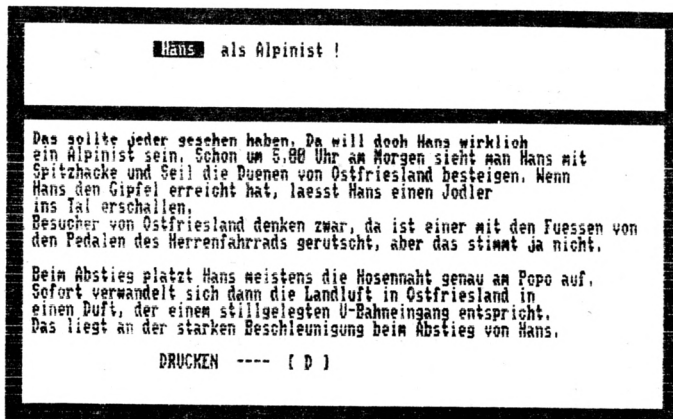 Hans als Alpinist !
Das sollte jeder gesehen haben. Da will doch Hans wirklich
ein Alpinist sein. Schon um 5.00 Uhr am Morgen sieht man Hans mit
Spitzhacke und Seil die Duenen von Ostfriesland besteigen. Wenn
Hans den Gipfel erreicht hat, laesst Hans einen Jodler
ins Tal erschallen.
Besucher von Ostfriesland denken zwar, da ist einer mit den Fuessen von
den Pedalen des Herrenfahrrads gerutscht, aber das stimmt ja nicht.
Beim Abstieg platzt Hans meistens die Hosennaht genau am Popo auf.
Sofort verwandelt sich dann die Landluft in Ostfriesland in
einen Duft, der einem stillgelegten U-Bahneingang entspricht.
Das liegt an der starken Beschleunigung beim Abstieg von Hans.
DRUCKEN ---- [ D ]